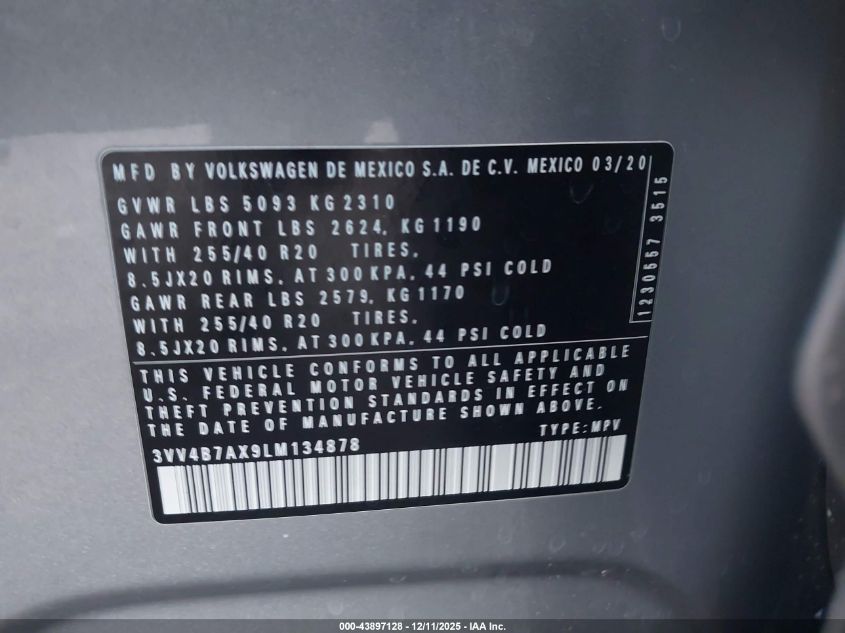 MFD BY VOLKSWAGEN DE MEXICO S.A. DE C.V. MEXICO 03/20
GVWR LBS 5093 KG 2310
GAWR FRONT LBS 2624, KG 1190
WITH 255/40 R20 TIRES,
8.5JX20 RIMS, AT 300 KPA, 44 PSI COLD
GAWR REAR LBS 2579, KG 1170
WITH 255/40 R20 TIRES,
8.5JX20 RIMS, AT 300 KPA, 44 PSI COLD
1230557 3515
THIS VEHICLE CONFORMS TO ALL APPLICABLE
U.S. FEDERAL MOTOR VEHICLE SAFETY AND
THEFT PREVENTION STANDARDS IN EFFECT ON
THE DATE OF MANUFACTURE SHOWN ABOVE.
3VV4B7AX9LM134878 TYPE: MPV
000-43897128 - 12/11/2025 - IAA Inc.